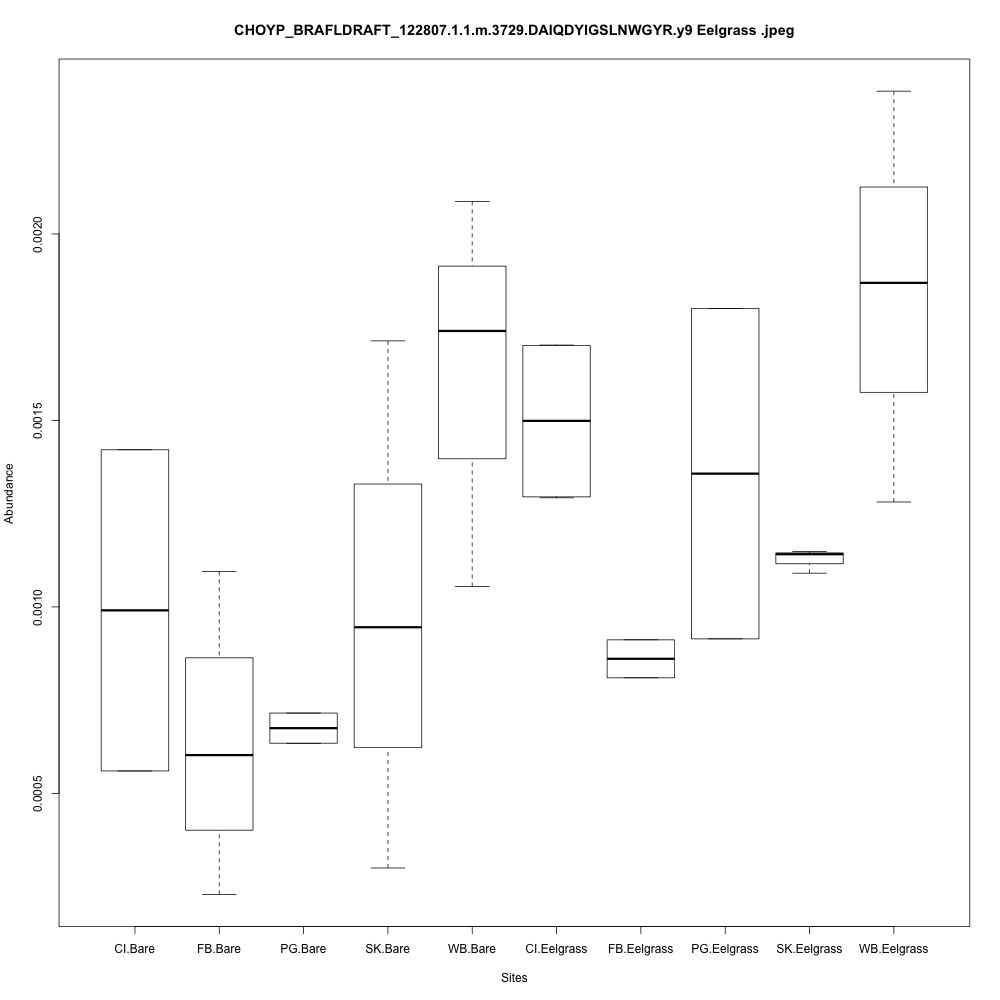 CHOYP_BRAFLDRAFT_122807.1.1.m.3729.DAIQDYIGSLNWGYR.y9 Eelgrass .jpeg
0.0020
0.0015
0.0010
0.0005
Abundance
CI.Bare FB.Bare PG.Bare SK.Bare WB.Bare CI.Eelgrass FB.Eelgrass PG.Eelgrass SK.Eelgrass WB.Eelgrass
Sites